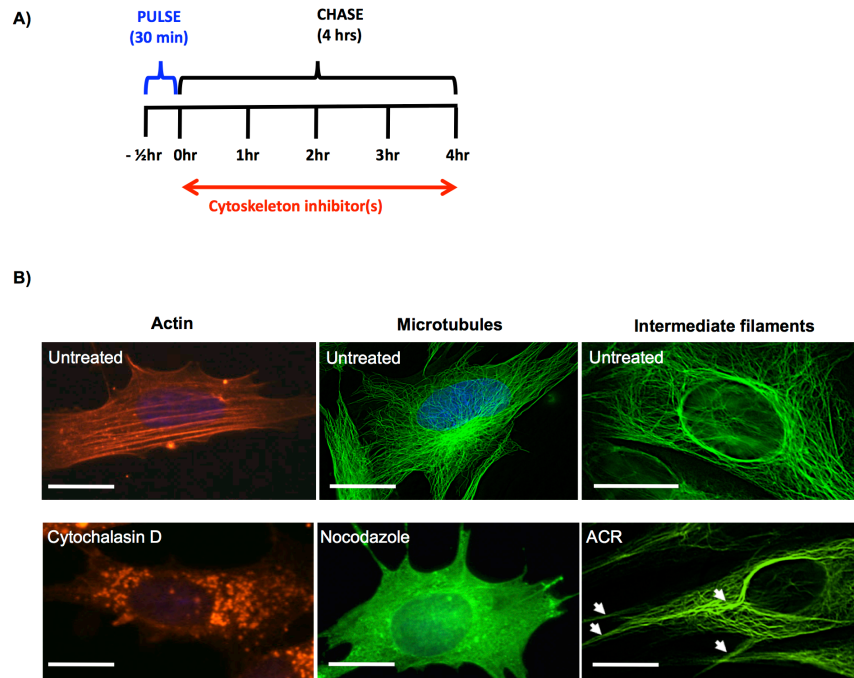 A)
PULSE
(30 min)
CHASE
(4 hrs)
- ½hr 0hr 1hr 2hr 3hr 4hr
Cytoskeleton inhibitor(s)
B)
Actin Microtubules Intermediate filaments
Untreated Untreated Untreated
Cytochalasin D Nocodazole ACR